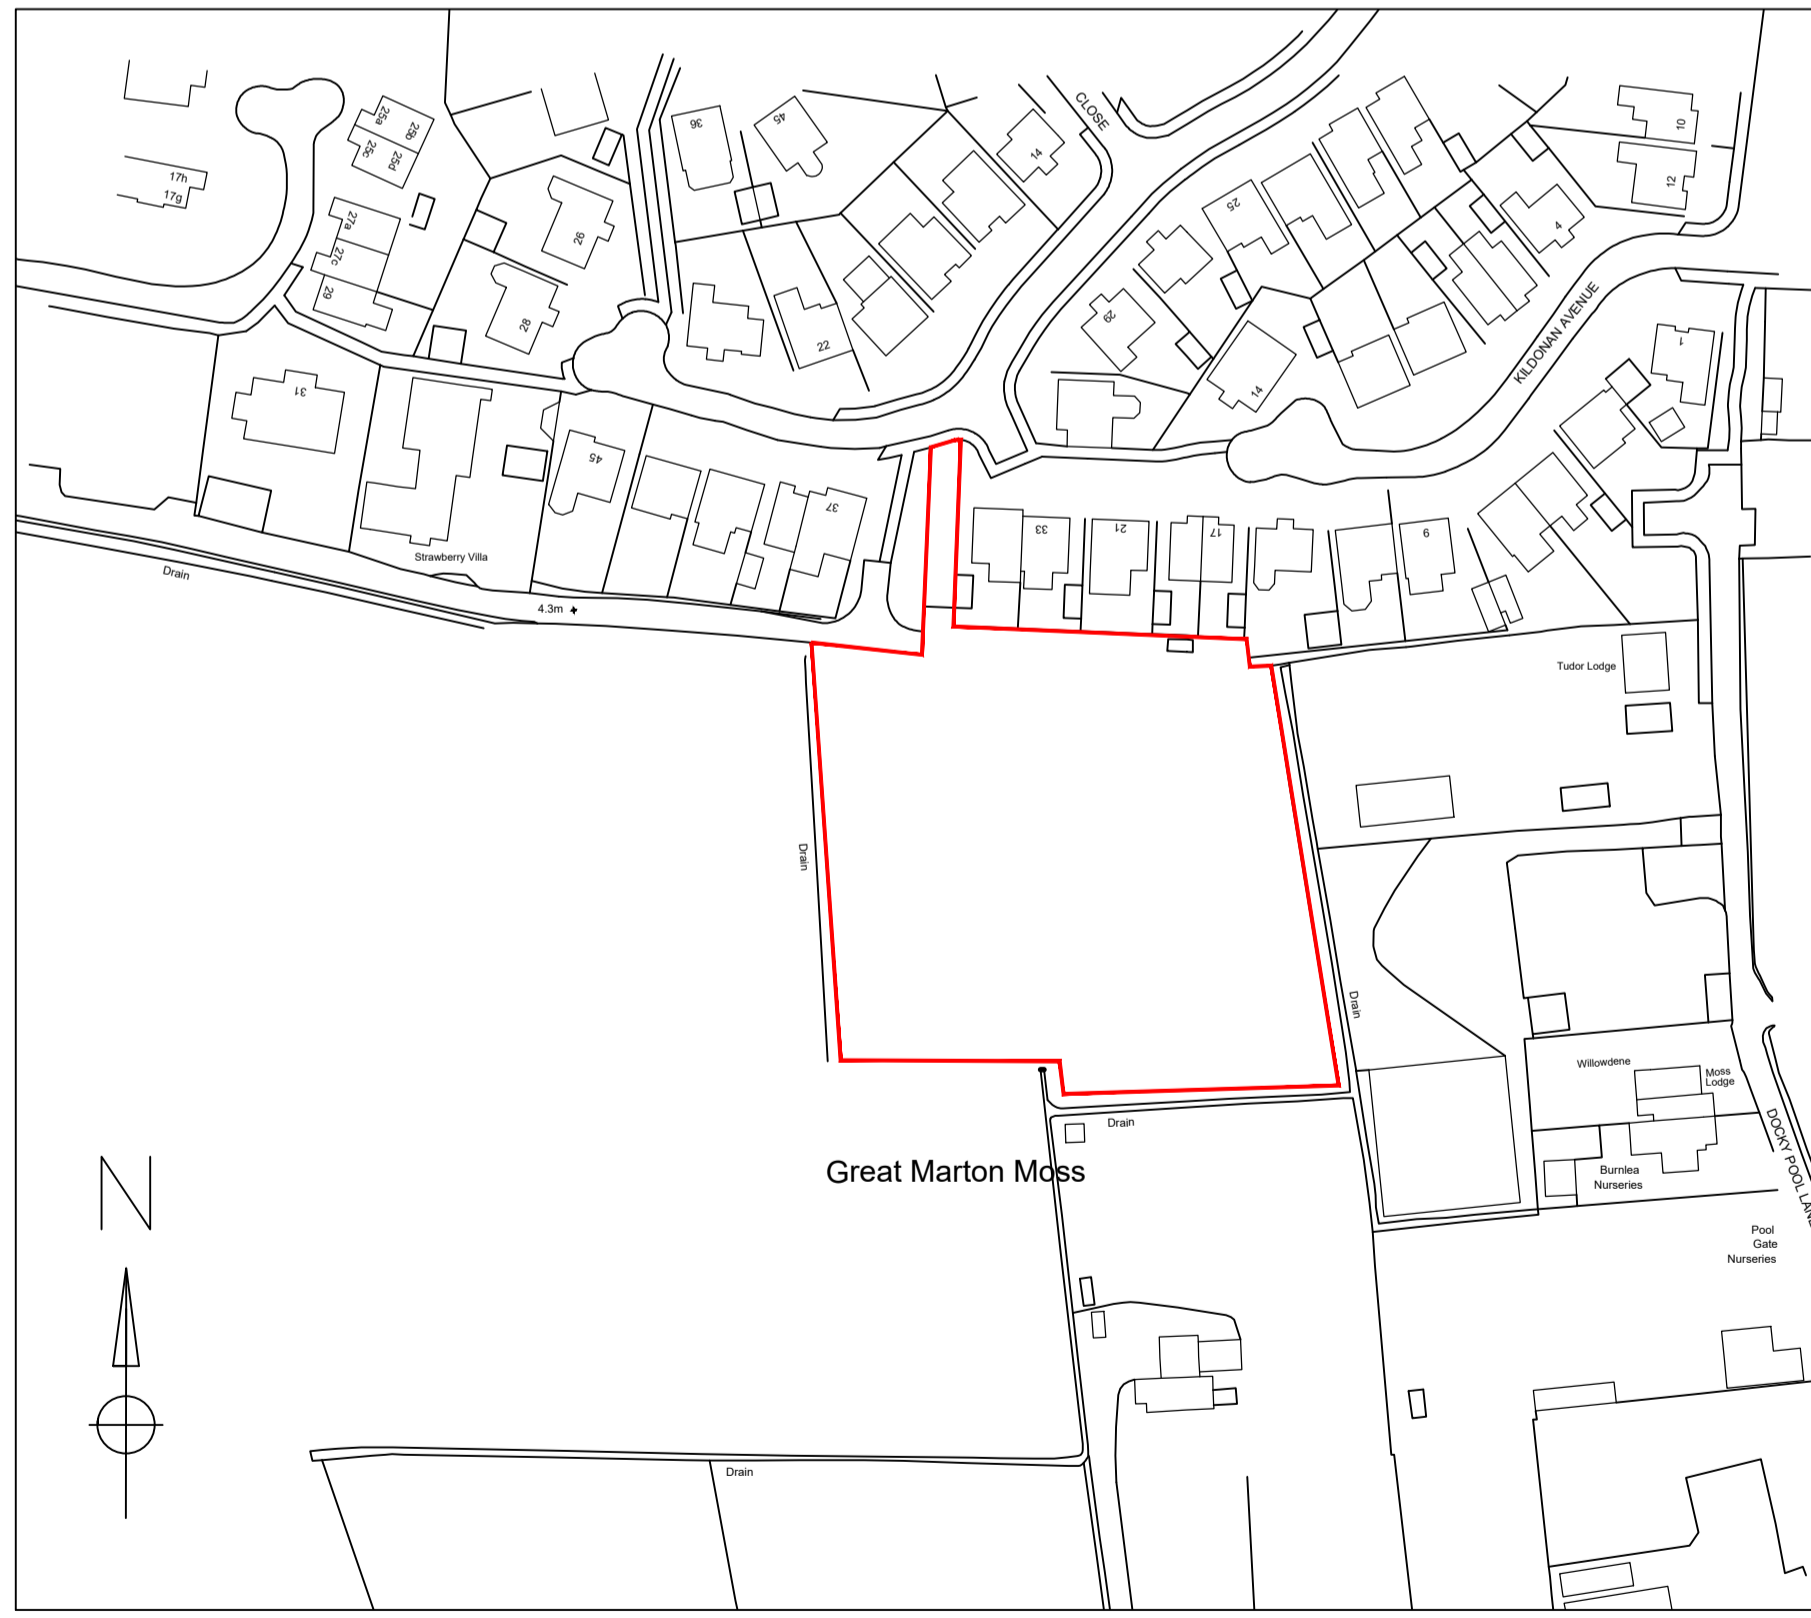 CLOSE
36
45
14
10
12
25a
25b
25c
25d
17h
17g
27a
27c
29
26
28
25
4
KILDONAN AVENUE
29
22
14
1
31
45
37
33
21
17
9
Strawberry Villa
Drain
4.3m
Tudor Lodge
Drain
Drain
Willowdene
Moss
Lodge
Drain
DOCKY POOL LANE
Great Marton Moss
Burnlea
Nurseries
Pool
Gate
Nurseries
N
Drain